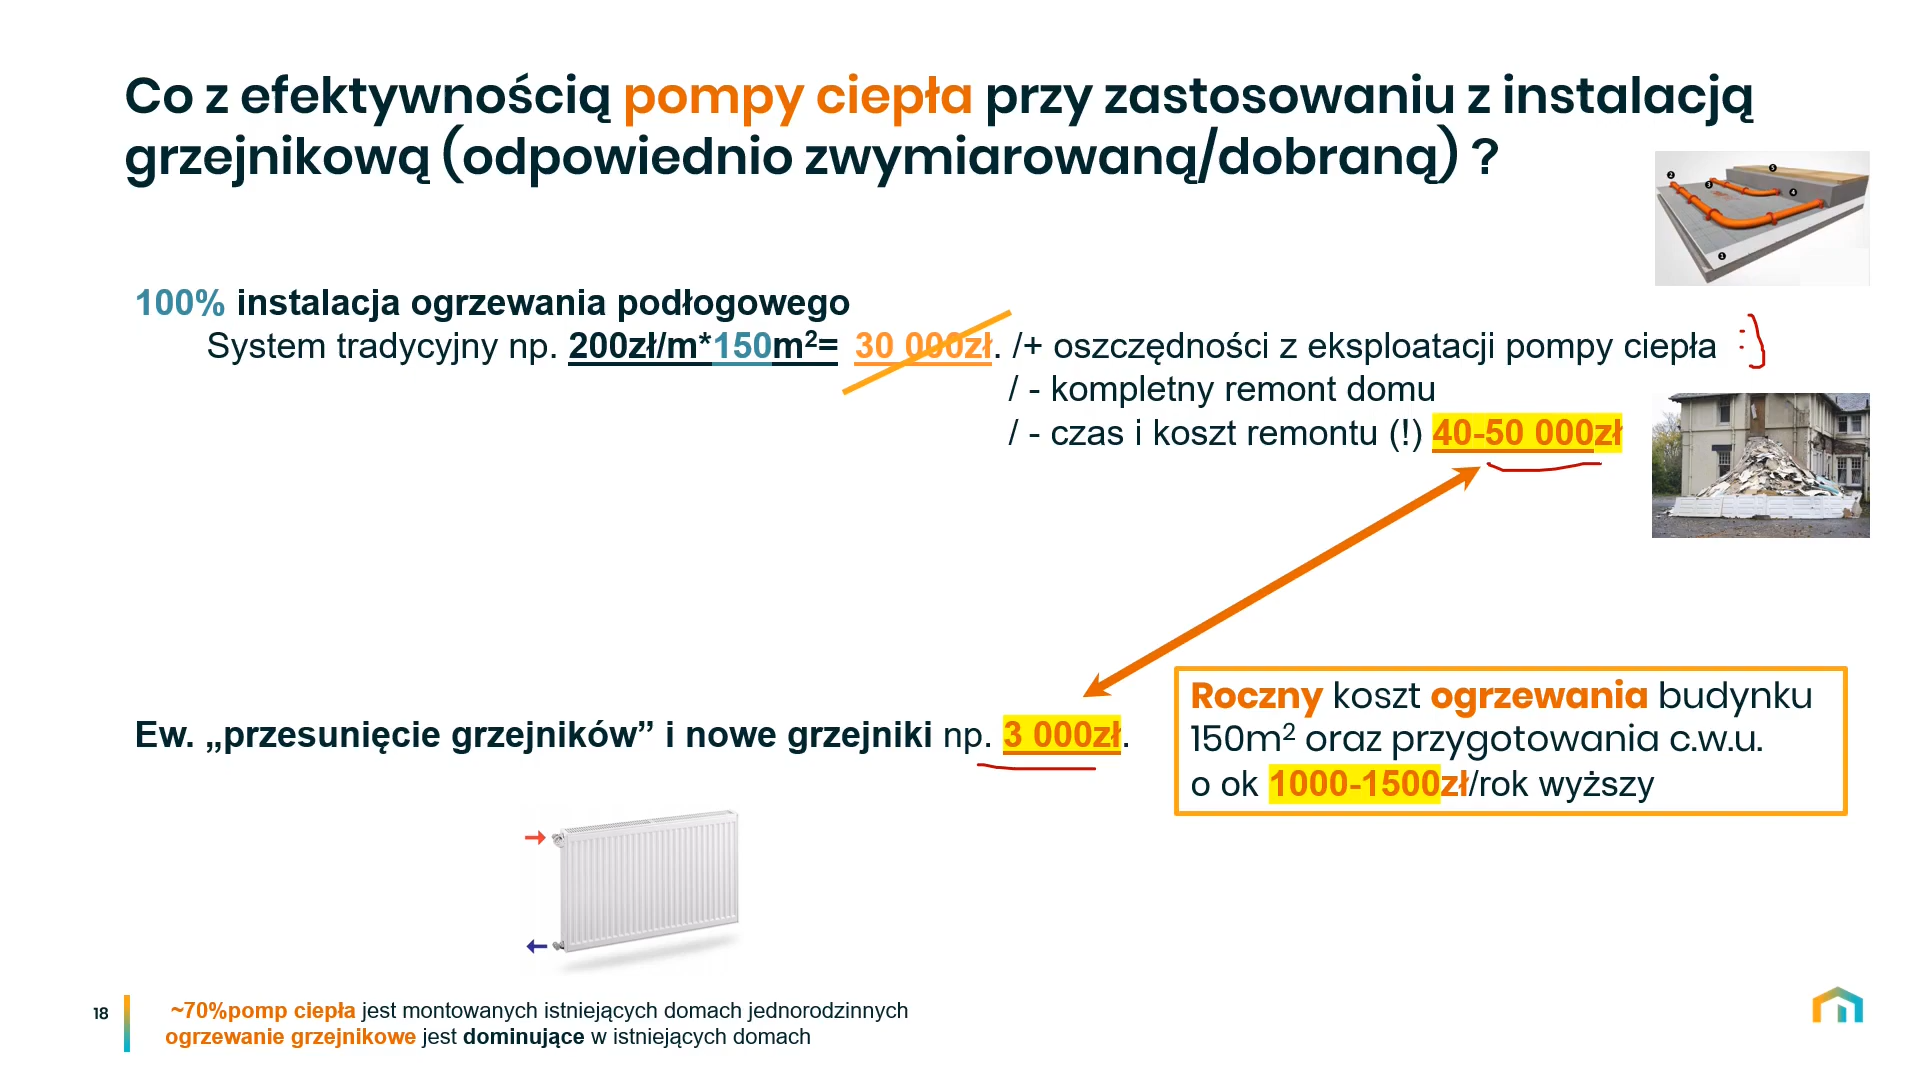 Co z efektywnością pompy ciepła przy zastosowaniu z instalacją
grzejnikową (odpowiednio zwymiarowaną/dobraną) ?
100% instalacja ogrzewania podłogowego
System tradycyjny np. 200zł/m*150m²= 30 000zł. /+ oszczędności z eksploatacji pompy ciepła :)
/ - kompletny remont domu
/ - czas i koszt remontu (!) 40-50 000zł
Ew. „przesunięcie grzejników” i nowe grzejniki np. 3 000zł.
Roczny koszt ogrzewania budynku
150m² oraz przygotowania c.w.u.
o ok 1000-1500zł/rok wyższy
18
~70%pomp ciepła jest montowanych istniejących domach jednorodzinnych
ogrzewanie grzejnikowe jest dominujące w istniejących domach